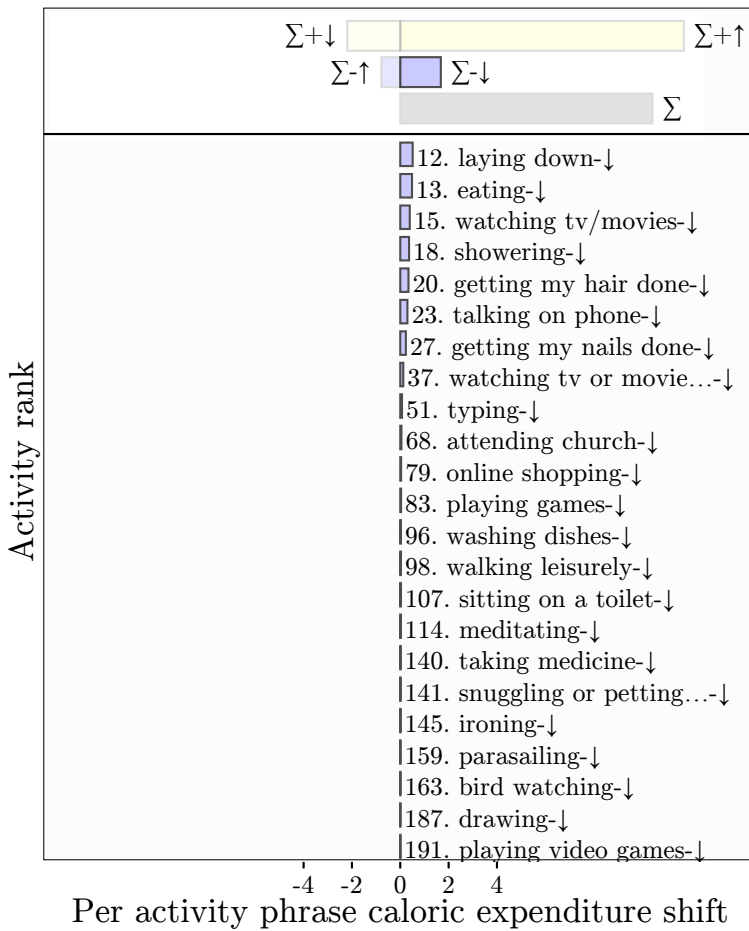 ∑+↓ ∑+↑
∑-↑ ∑-↓
∑
12. laying down-↓
13. eating-↓
15. watching tv/movies-↓
18. showering-↓
20. getting my hair done-↓
23. talking on phone-↓
27. getting my nails done-↓
37. watching tv or movie...-↓
51. typing-↓
68. attending church-↓
79. online shopping-↓
83. playing games-↓
96. washing dishes-↓
98. walking leisurely-↓
107. sitting on a toilet-↓
114. meditating-↓
140. taking medicine-↓
141. snuggling or petting...-↓
145. ironing-↓
159. parasailing-↓
163. bird watching-↓
187. drawing-↓
191. playing video games-↓
Activity rank
-4 -2 0 2 4
Per activity phrase caloric expenditure shift